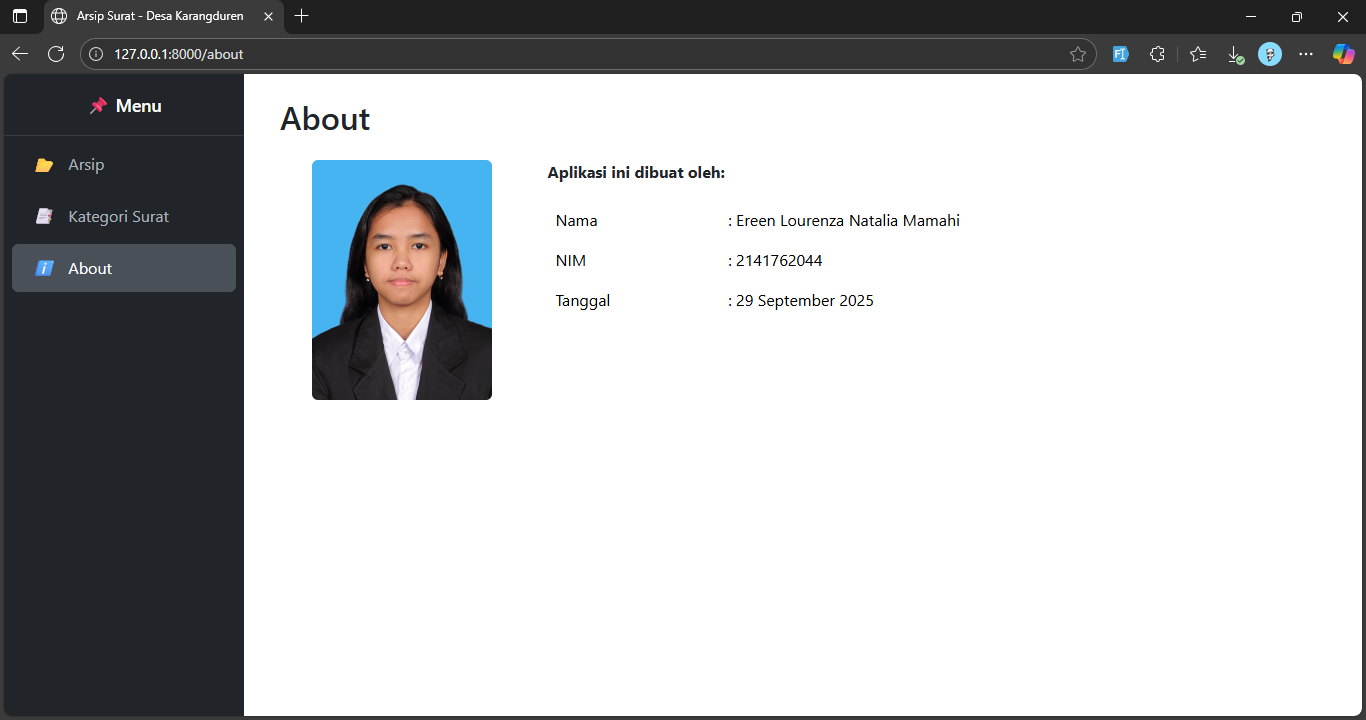 Arsip Surat - Desa Karangduren
127.0.0.1:8000/about
Menu
Arsip
Kategori Surat
About
About
Aplikasi ini dibuat oleh:
Nama : Ereen Lourenza Natalia Mamahi
NIM : 2141762044
Tanggal : 29 September 2025